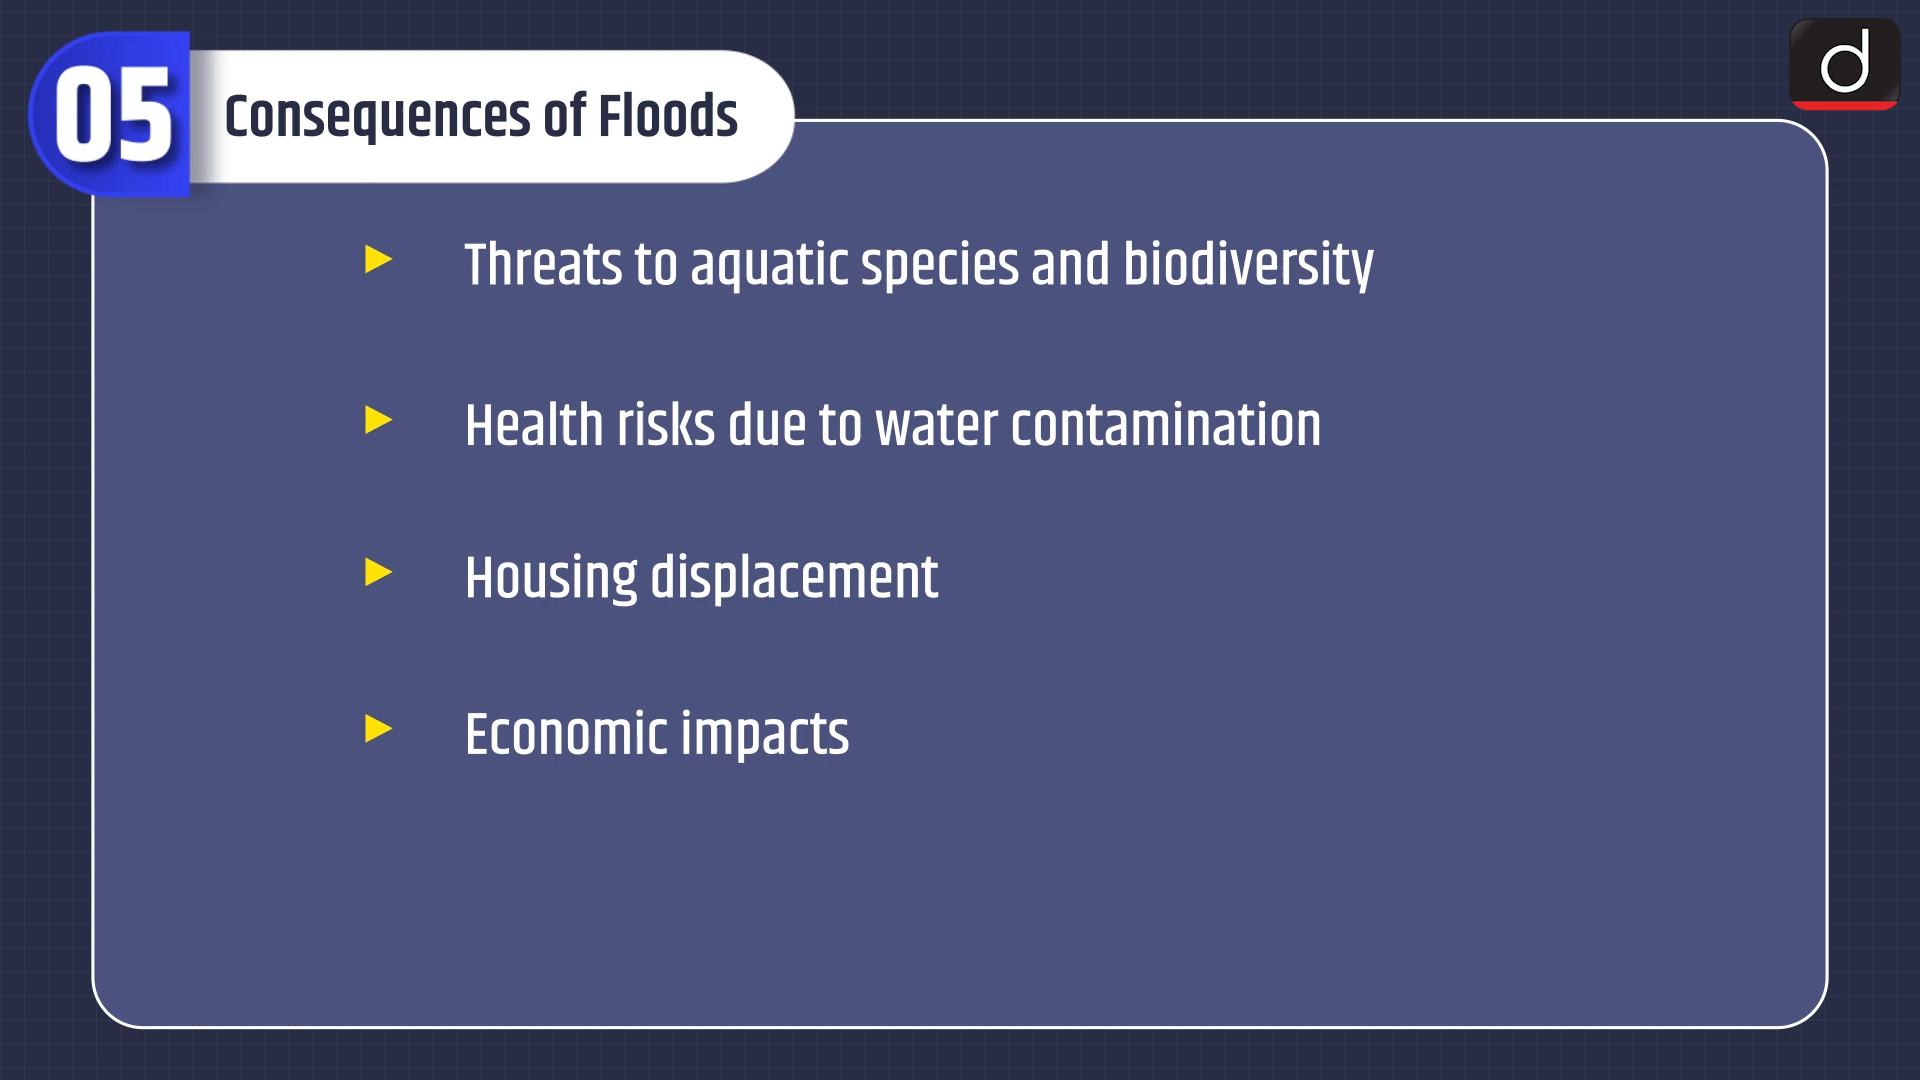 05
Consequences of Floods
d
Threats to aquatic species and biodiversity
Health risks due to water contamination
Housing displacement
Economic impacts